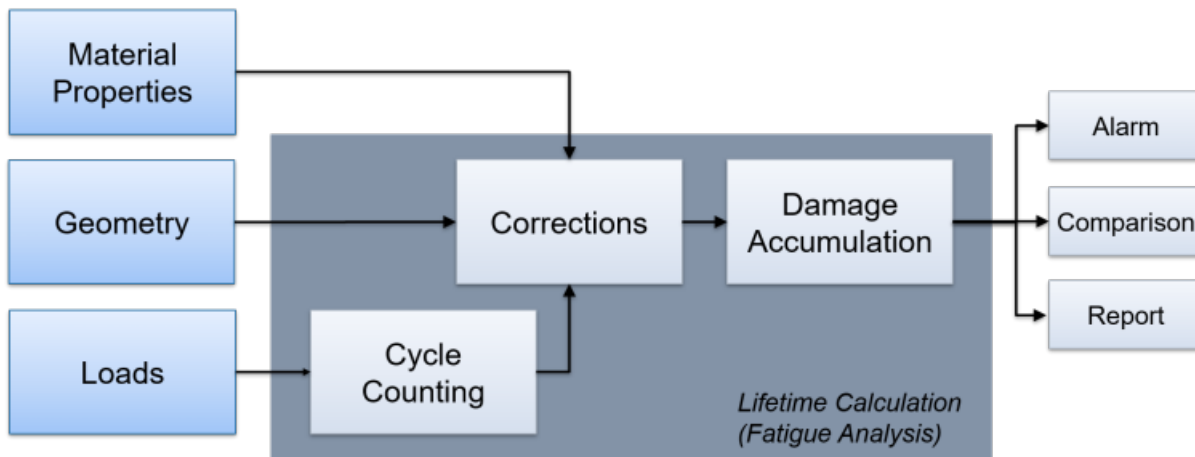 Material
Properties
Geometry
Loads
Cycle
Counting
Corrections
Damage
Accumulation
Lifetime Calculation
(Fatigue Analysis)
Alarm
Comparison
Report